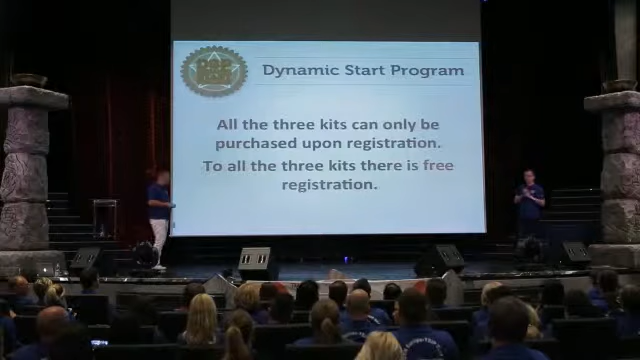 Dynamic Start Program
All the three kits can only be
purchased upon registration.
To all the three kits there is free
registration.